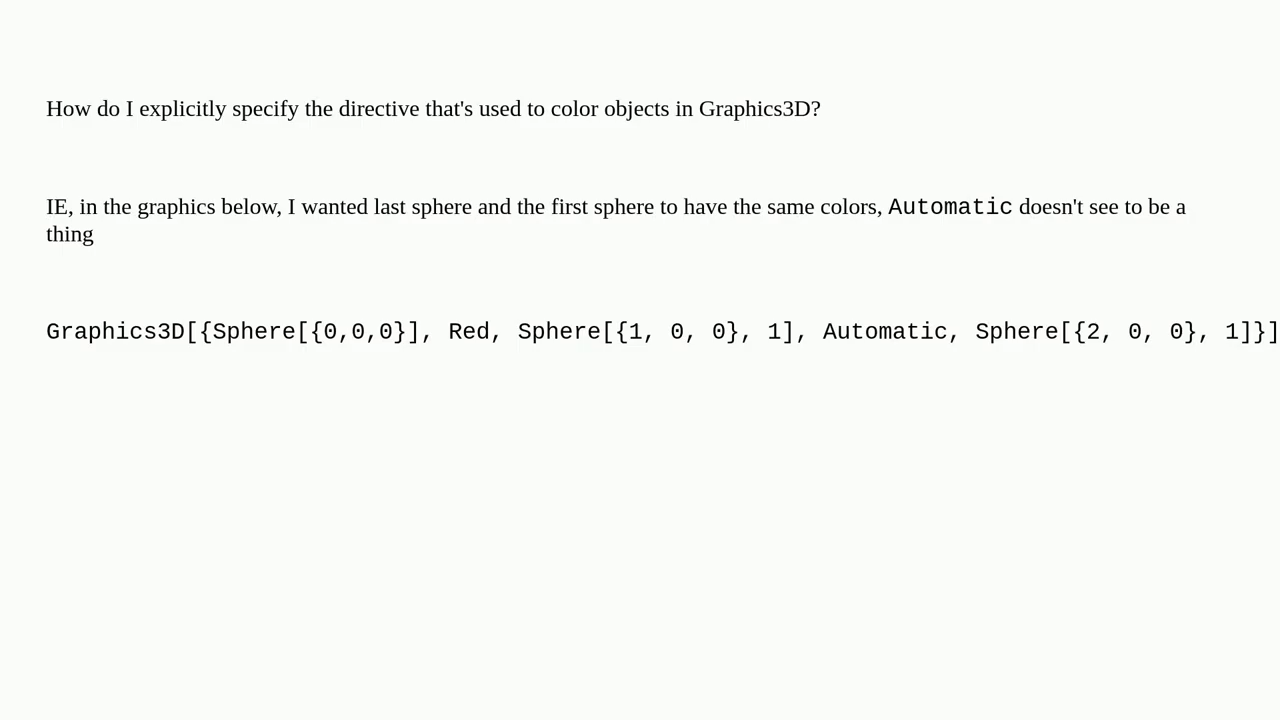 How do I explicitly specify the directive that's used to color objects in Graphics3D?
IE, in the graphics below, I wanted last sphere and the first sphere to have the same colors, Automatic doesn't see to be a
thing
Graphics3D[{Sphere[{0,0,0}], Red, Sphere[{1, 0, 0}, 1], Automatic, Sphere[{2, 0, 0}, 1]}]